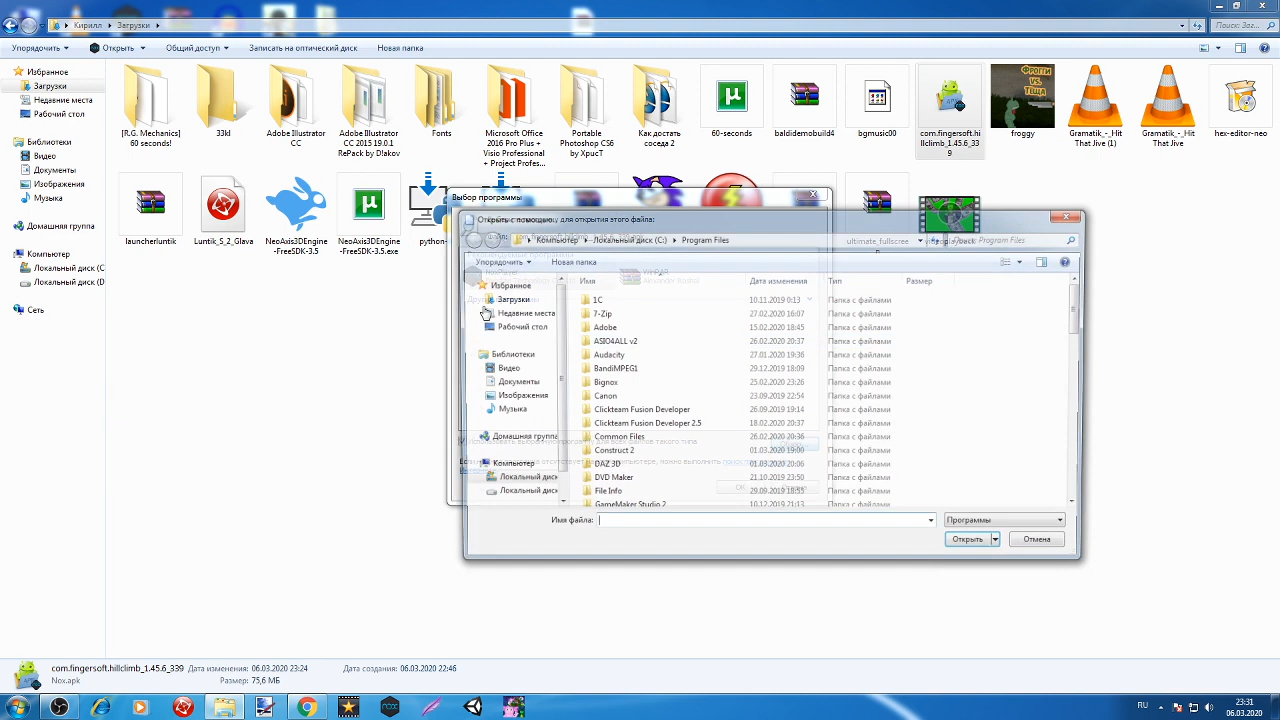 Кирилл ▸ Загрузки ▸
Поиск: Заг...
Упорядочить Открыть Общий доступ Записать на оптический диск Новая папка
Избранное
Загрузки
Недавние места
Рабочий стол
Библиотеки
Видео
Документы
Изображения
Музыка
Домашняя группа
Компьютер
Локальный диск (C
Локальный диск (D
Сеть
[R.G. Mechanics]
60 seconds!
33kl
Adobe Illustrator
CC
Adobe Illustrator
CC 2015 19.0.1
RePack by D!akov
Fonts
Microsoft Office
2016 Pro Plus +
Visio Professional
+ Project Profes...
Portable
Photoshop CS6
by XpucT
Как достать
соседа 2
60-seconds
baldidemobuild4
bgmusic00
com.fingersoft.hi
llclimb_1.45.6_33
9
froggy
Gramatik_-_Hit
That Jive (1)
Gramatik_-_Hit
That Jive
hex-editor-neo
launcherluntik
Luntik_S_2_Glava
NeoAxis3DEngine
-FreeSDK-3.5
NeoAxis3DEngine
-FreeSDK-3.5.exe
python-
ultimate_fullscree
Выбор программы
Открыть с помощью...
для открытия этого файла:
Компьютер ▸ Локальный диск (C:) ▸ Program Files
Поиск: Program Files
Упорядочить Новая папка
WinRAR
Избранное
Загрузки
Недавние места
Рабочий стол
Библиотеки
Видео
Документы
Изображения
Музыка
Домашняя группа
Компьютер
Локальный диск
Локальный диск
Имя Дата изменения Тип Размер
1C 10.11.2019 0:13 Папка с файлами
7-Zip 27.02.2020 16:07 Папка с файлами
Adobe 15.02.2020 18:45 Папка с файлами
ASIO4ALL v2 26.02.2020 20:37 Папка с файлами
Audacity 27.01.2020 19:36 Папка с файлами
BandiMPEG1 29.12.2019 18:09 Папка с файлами
Bignox 25.02.2020 23:26 Папка с файлами
Canon 23.09.2019 22:54 Папка с файлами
Clickteam Fusion Developer 26.09.2019 19:14 Папка с файлами
Clickteam Fusion Developer 2.5 18.02.2020 20:37 Папка с файлами
Common Files 26.02.2020 20:36 Папка с файлами
Construct 2 01.03.2020 19:00 Папка с файлами
DAZ 3D 01.03.2020 20:06 Папка с файлами
DVD Maker 21.10.2019 23:50 Папка с файлами
File Info 29.09.2019 18:55 Папка с файлами
GameMaker Studio 2 10.12.2019 21:13 Папка с файлами
Имя файла:
Программы
Открыть Отмена
com.fingersoft.hillclimb_1.45.6_339 Дата изменения: 06.03.2020 23:24 Дата создания: 06.03.2020 22:46
Nox.apk Размер: 75,6 МБ
RU
23:31
06.03.2020